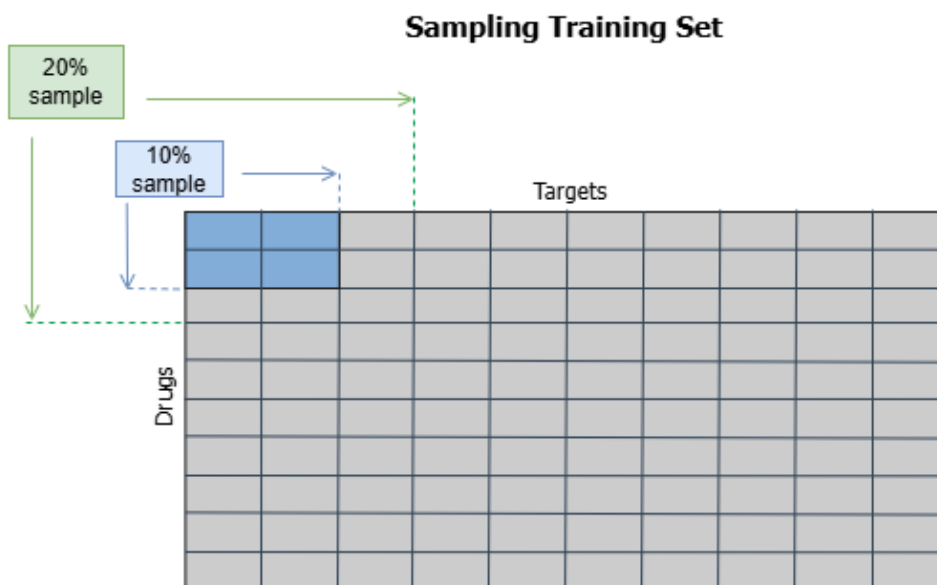 Sampling Training Set
20%
sample
10%
sample
Targets
Drugs